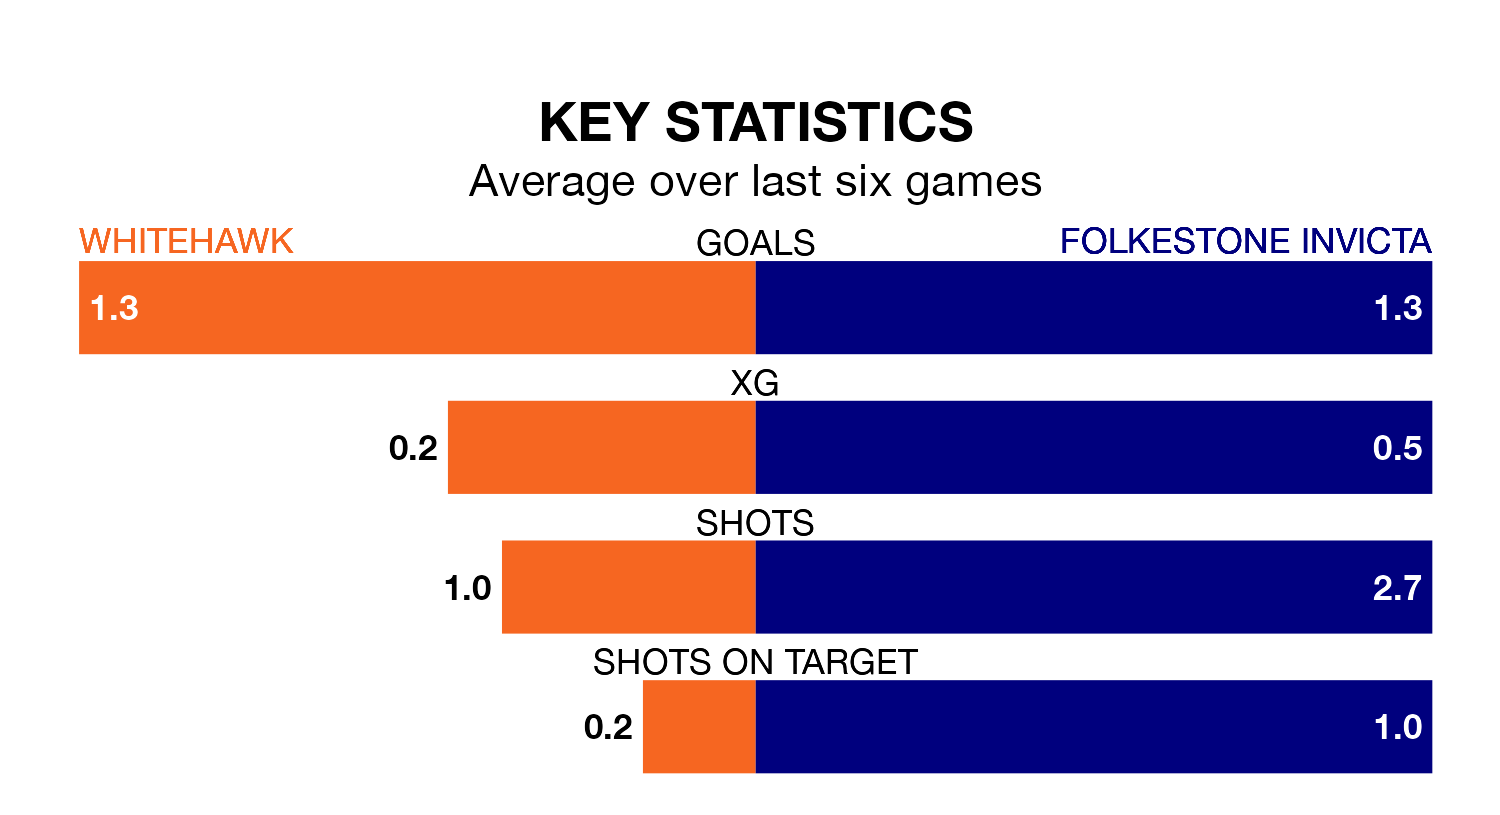 KEY STATISTICS
Average over last six games
WHITEHAWK GOALS FOLKESTONE INVICTA
1.3 1.3
XG
0.2 0.5
SHOTS
1.0 2.7
SHOTS ON TARGET
0.2 1.0